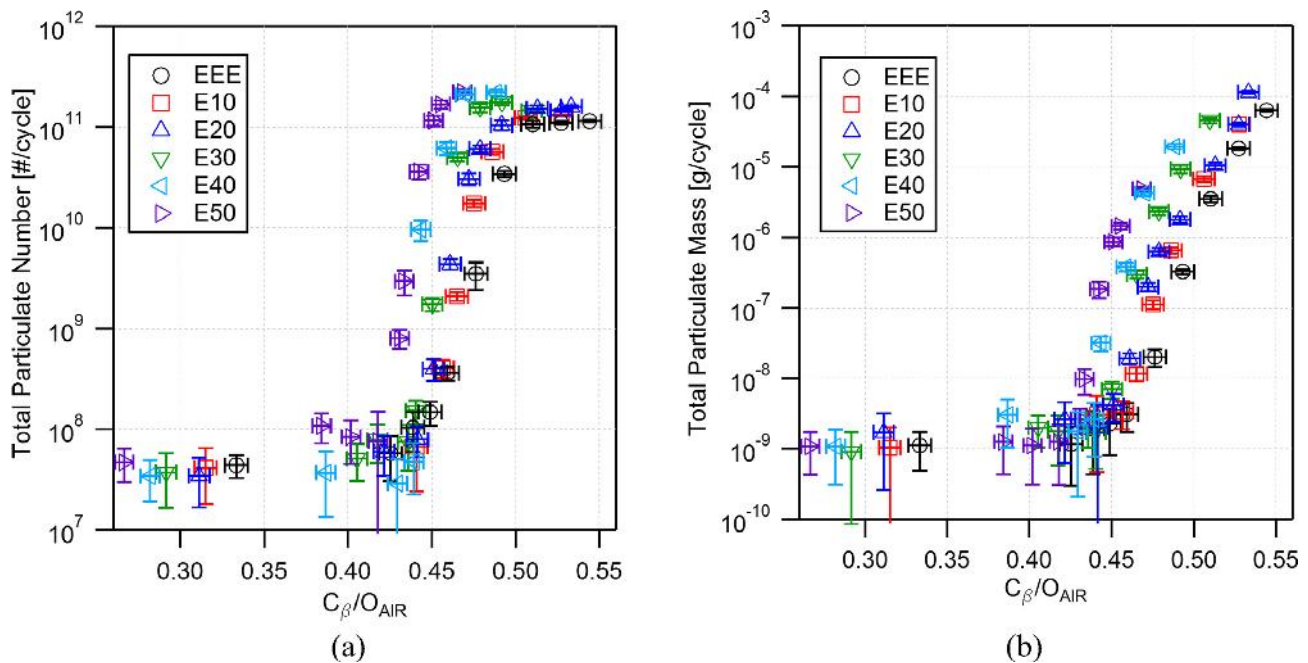 10¹²
10¹¹
10¹⁰
10⁹
10⁸
10⁷
Total Particulate Number [#/cycle]
EEE
E10
E20
E30
E40
E50
0.30 0.35 0.40 0.45 0.50 0.55
Cβ/OAIR
(a)
10⁻³
10⁻⁴
10⁻⁵
10⁻⁶
10⁻⁷
10⁻⁸
10⁻⁹
10⁻¹⁰
Total Particulate Mass [g/cycle]
EEE
E10
E20
E30
E40
E50
0.30 0.35 0.40 0.45 0.50 0.55
Cβ/OAIR
(b)